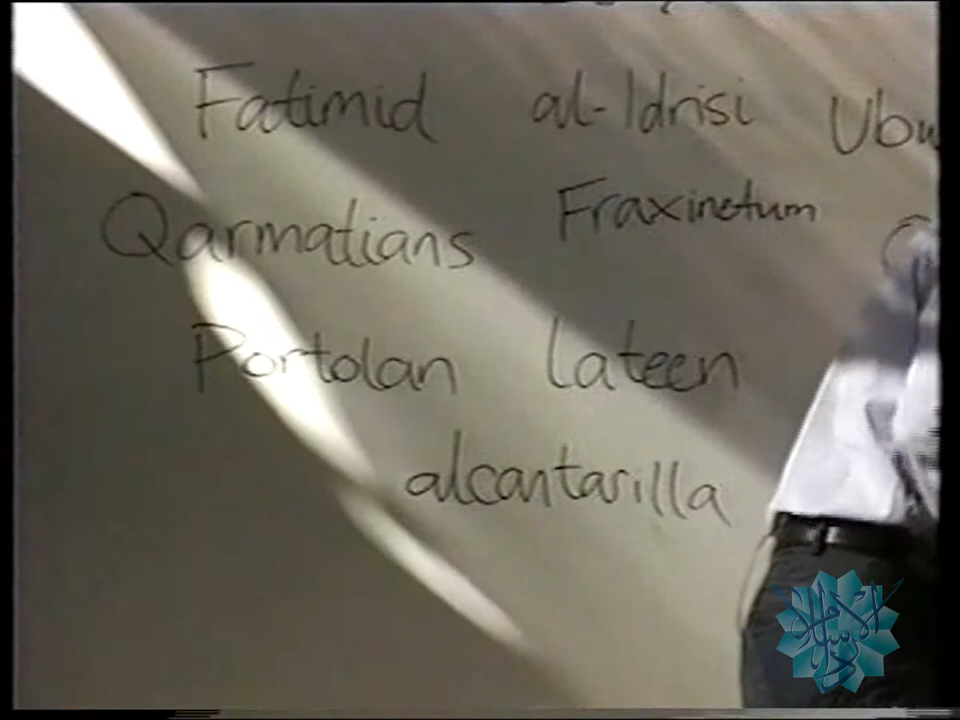 Fatimid al-Idrisi
Qarmatians Fraxinetum
Portolan lateen
alcantarilla